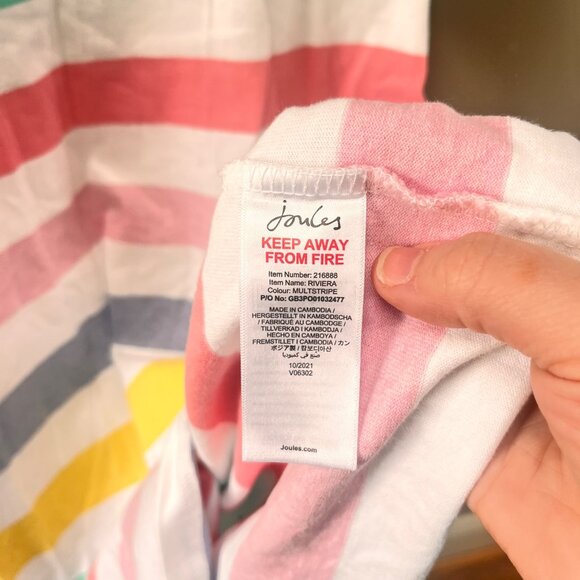 Joules
KEEP AWAY
FROM FIRE
Item Number: 216888
Item Name: RIVIERA
Colour: MULTSTRIPE
P/O No: GB3PO01032477
MADE IN CAMBODIA /
HERGESTELLT IN KAMBODSCHA
/ FABRIQUÉ AU CAMBODGE /
TILLVERKAD I KAMBODJA /
HECHO EN CAMBOYA /
FREMSTILLET I CAMBODIA / カン
ボジア製 / 캄보디아산
صنع في كمبوديا
10/2021
V06302
Joules.com